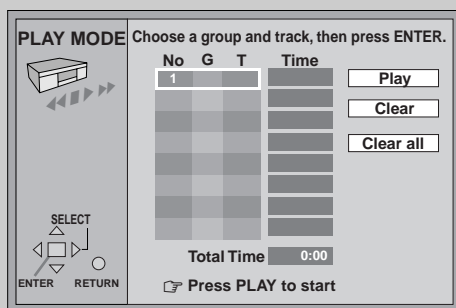 PLAY MODE
Choose a group and track, then press ENTER.
No G T Time
1
Play
Clear
Clear all
SELECT
ENTER RETURN
Total Time 0:00
☞ Press PLAY to start